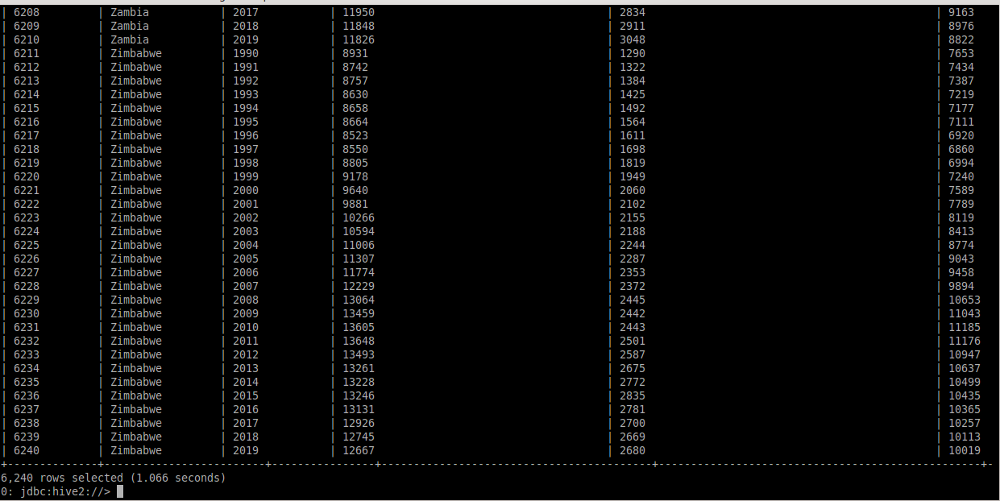 | 6208 | Zambia | 2017 | 11950 | 2834 | 9163
| 6209 | Zambia | 2018 | 11848 | 2911 | 8976
| 6210 | Zambia | 2019 | 11826 | 3048 | 8822
| 6211 | Zimbabwe | 1990 | 8931 | 1290 | 7653
| 6212 | Zimbabwe | 1991 | 8742 | 1322 | 7434
| 6213 | Zimbabwe | 1992 | 8757 | 1384 | 7387
| 6214 | Zimbabwe | 1993 | 8630 | 1425 | 7219
| 6215 | Zimbabwe | 1994 | 8658 | 1492 | 7177
| 6216 | Zimbabwe | 1995 | 8664 | 1564 | 7111
| 6217 | Zimbabwe | 1996 | 8523 | 1611 | 6920
| 6218 | Zimbabwe | 1997 | 8550 | 1698 | 6860
| 6219 | Zimbabwe | 1998 | 8805 | 1819 | 6994
| 6220 | Zimbabwe | 1999 | 9178 | 1949 | 7240
| 6221 | Zimbabwe | 2000 | 9640 | 2060 | 7589
| 6222 | Zimbabwe | 2001 | 9881 | 2102 | 7789
| 6223 | Zimbabwe | 2002 | 10266 | 2155 | 8119
| 6224 | Zimbabwe | 2003 | 10594 | 2188 | 8413
| 6225 | Zimbabwe | 2004 | 11006 | 2244 | 8774
| 6226 | Zimbabwe | 2005 | 11307 | 2287 | 9043
| 6227 | Zimbabwe | 2006 | 11774 | 2353 | 9458
| 6228 | Zimbabwe | 2007 | 12229 | 2372 | 9894
| 6229 | Zimbabwe | 2008 | 13064 | 2445 | 10653
| 6230 | Zimbabwe | 2009 | 13459 | 2442 | 11043
| 6231 | Zimbabwe | 2010 | 13605 | 2443 | 11185
| 6232 | Zimbabwe | 2011 | 13648 | 2501 | 11176
| 6233 | Zimbabwe | 2012 | 13493 | 2587 | 10947
| 6234 | Zimbabwe | 2013 | 13261 | 2675 | 10637
| 6235 | Zimbabwe | 2014 | 13228 | 2772 | 10499
| 6236 | Zimbabwe | 2015 | 13246 | 2835 | 10435
| 6237 | Zimbabwe | 2016 | 13131 | 2781 | 10365
| 6238 | Zimbabwe | 2017 | 12926 | 2700 | 10257
| 6239 | Zimbabwe | 2018 | 12745 | 2669 | 10113
| 6240 | Zimbabwe | 2019 | 12667 | 2680 | 10019
6,240 rows selected (1.066 seconds)
0: jdbc:hive2://>